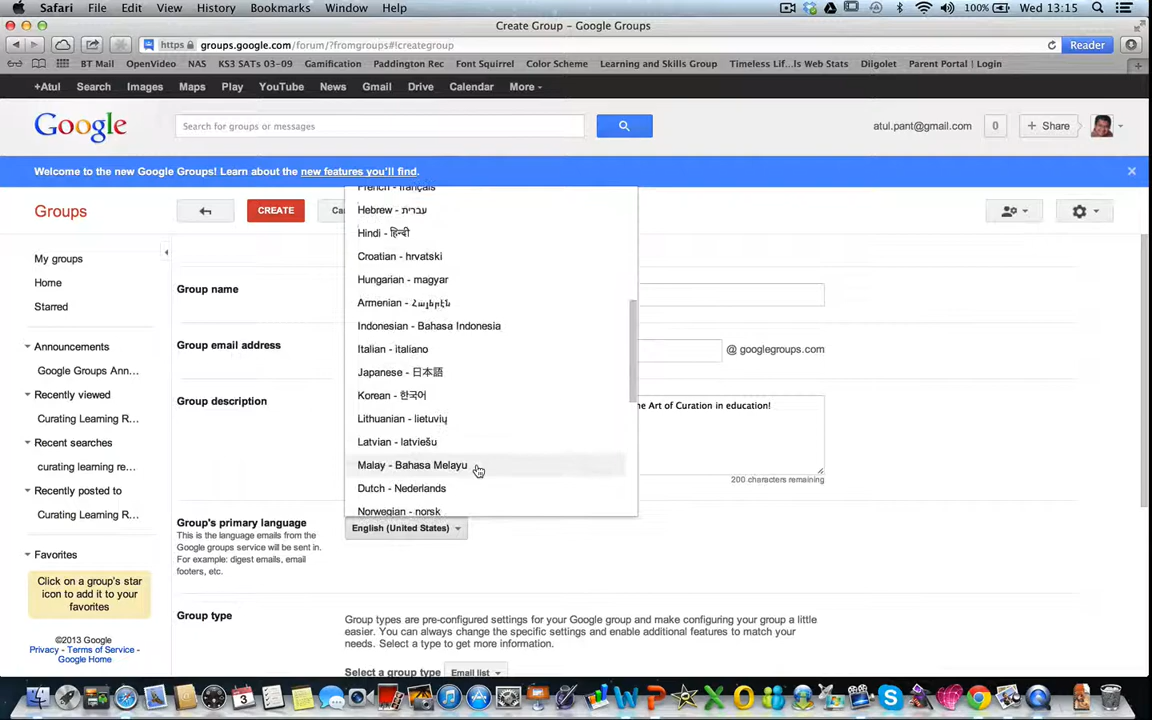 Safari File Edit View History Bookmarks Window Help 100% Wed 13:15
Create Group – Google Groups
https groups.google.com/forum/?fromgroups#!creategroup Reader
BT Mail OpenVideo NAS KS3 SATs 03-09 Gamification Paddington Rec Font Squirrel Color Scheme Learning and Skills Group Timeless Lif...ls Web Stats Diigolet Parent Portal | Login
+Atul Search Images Maps Play YouTube News Gmail Drive Calendar More
Google Search for groups or messages atul.pant@gmail.com 0 + Share
Welcome to the new Google Groups! Learn about the new features you'll find.
Groups CREATE
French - français
Hebrew - עברית
Hindi - हिन्दी
Croatian - hrvatski
Hungarian - magyar
Armenian - Հայերէն
Indonesian - Bahasa Indonesia
Italian - italiano
Japanese - 日本語
Korean - 한국어
Lithuanian - lietuvių
Latvian - latviešu
Malay - Bahasa Melayu
Dutch - Nederlands
Norwegian - norsk
My groups
Home
Starred
Announcements
Google Groups Ann...
Recently viewed
Curating Learning R...
Recent searches
curating learning re...
Recently posted to
Curating Learning R...
Favorites
Click on a group's star
icon to add it to your
favorites
©2013 Google
Privacy - Terms of Service -
Google Home
Group name
Group email address @ googlegroups.com
Group description Art of Curation in education!
200 characters remaining
Group's primary language English (United States)
This is the language emails from the
Google groups service will be sent in.
For example: digest emails, email
footers, etc.
Group type
Group types are pre-configured settings for your Google group and make configuring your group a little
easier. You can always change the specific settings and enable additional features to match your
needs. Select a type to get more information.
Select a group type Email list